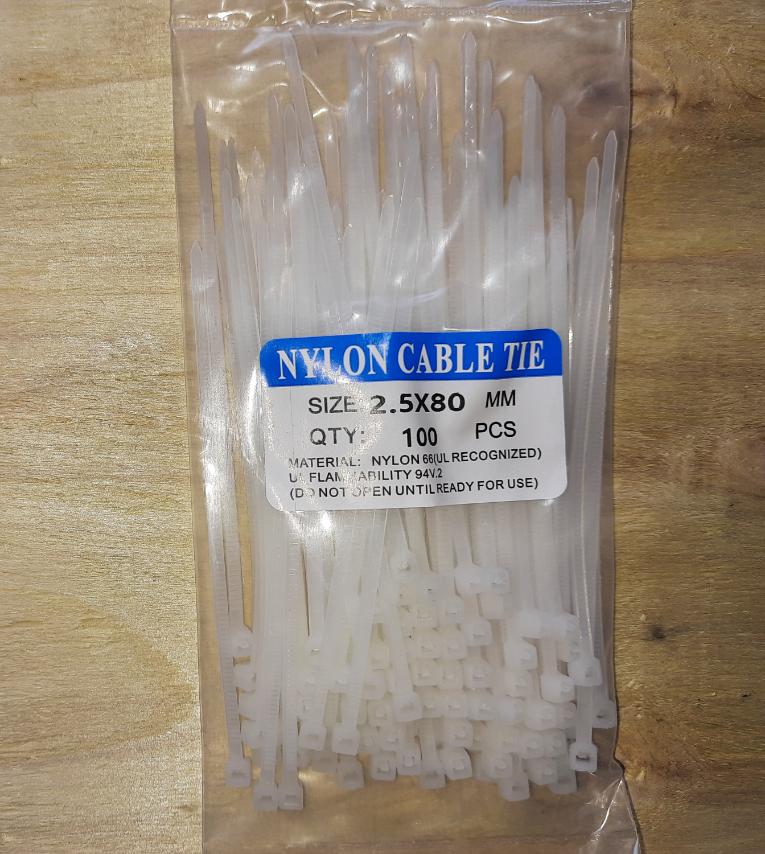 NYLON CABLE TIE
SIZE 2.5X80 MM
QTY: 100 PCS
MATERIAL: NYLON 66(UL RECOGNIZED)
UL FLAMMABILITY 94V.2
(DO NOT OPEN UNTIL READY FOR USE)